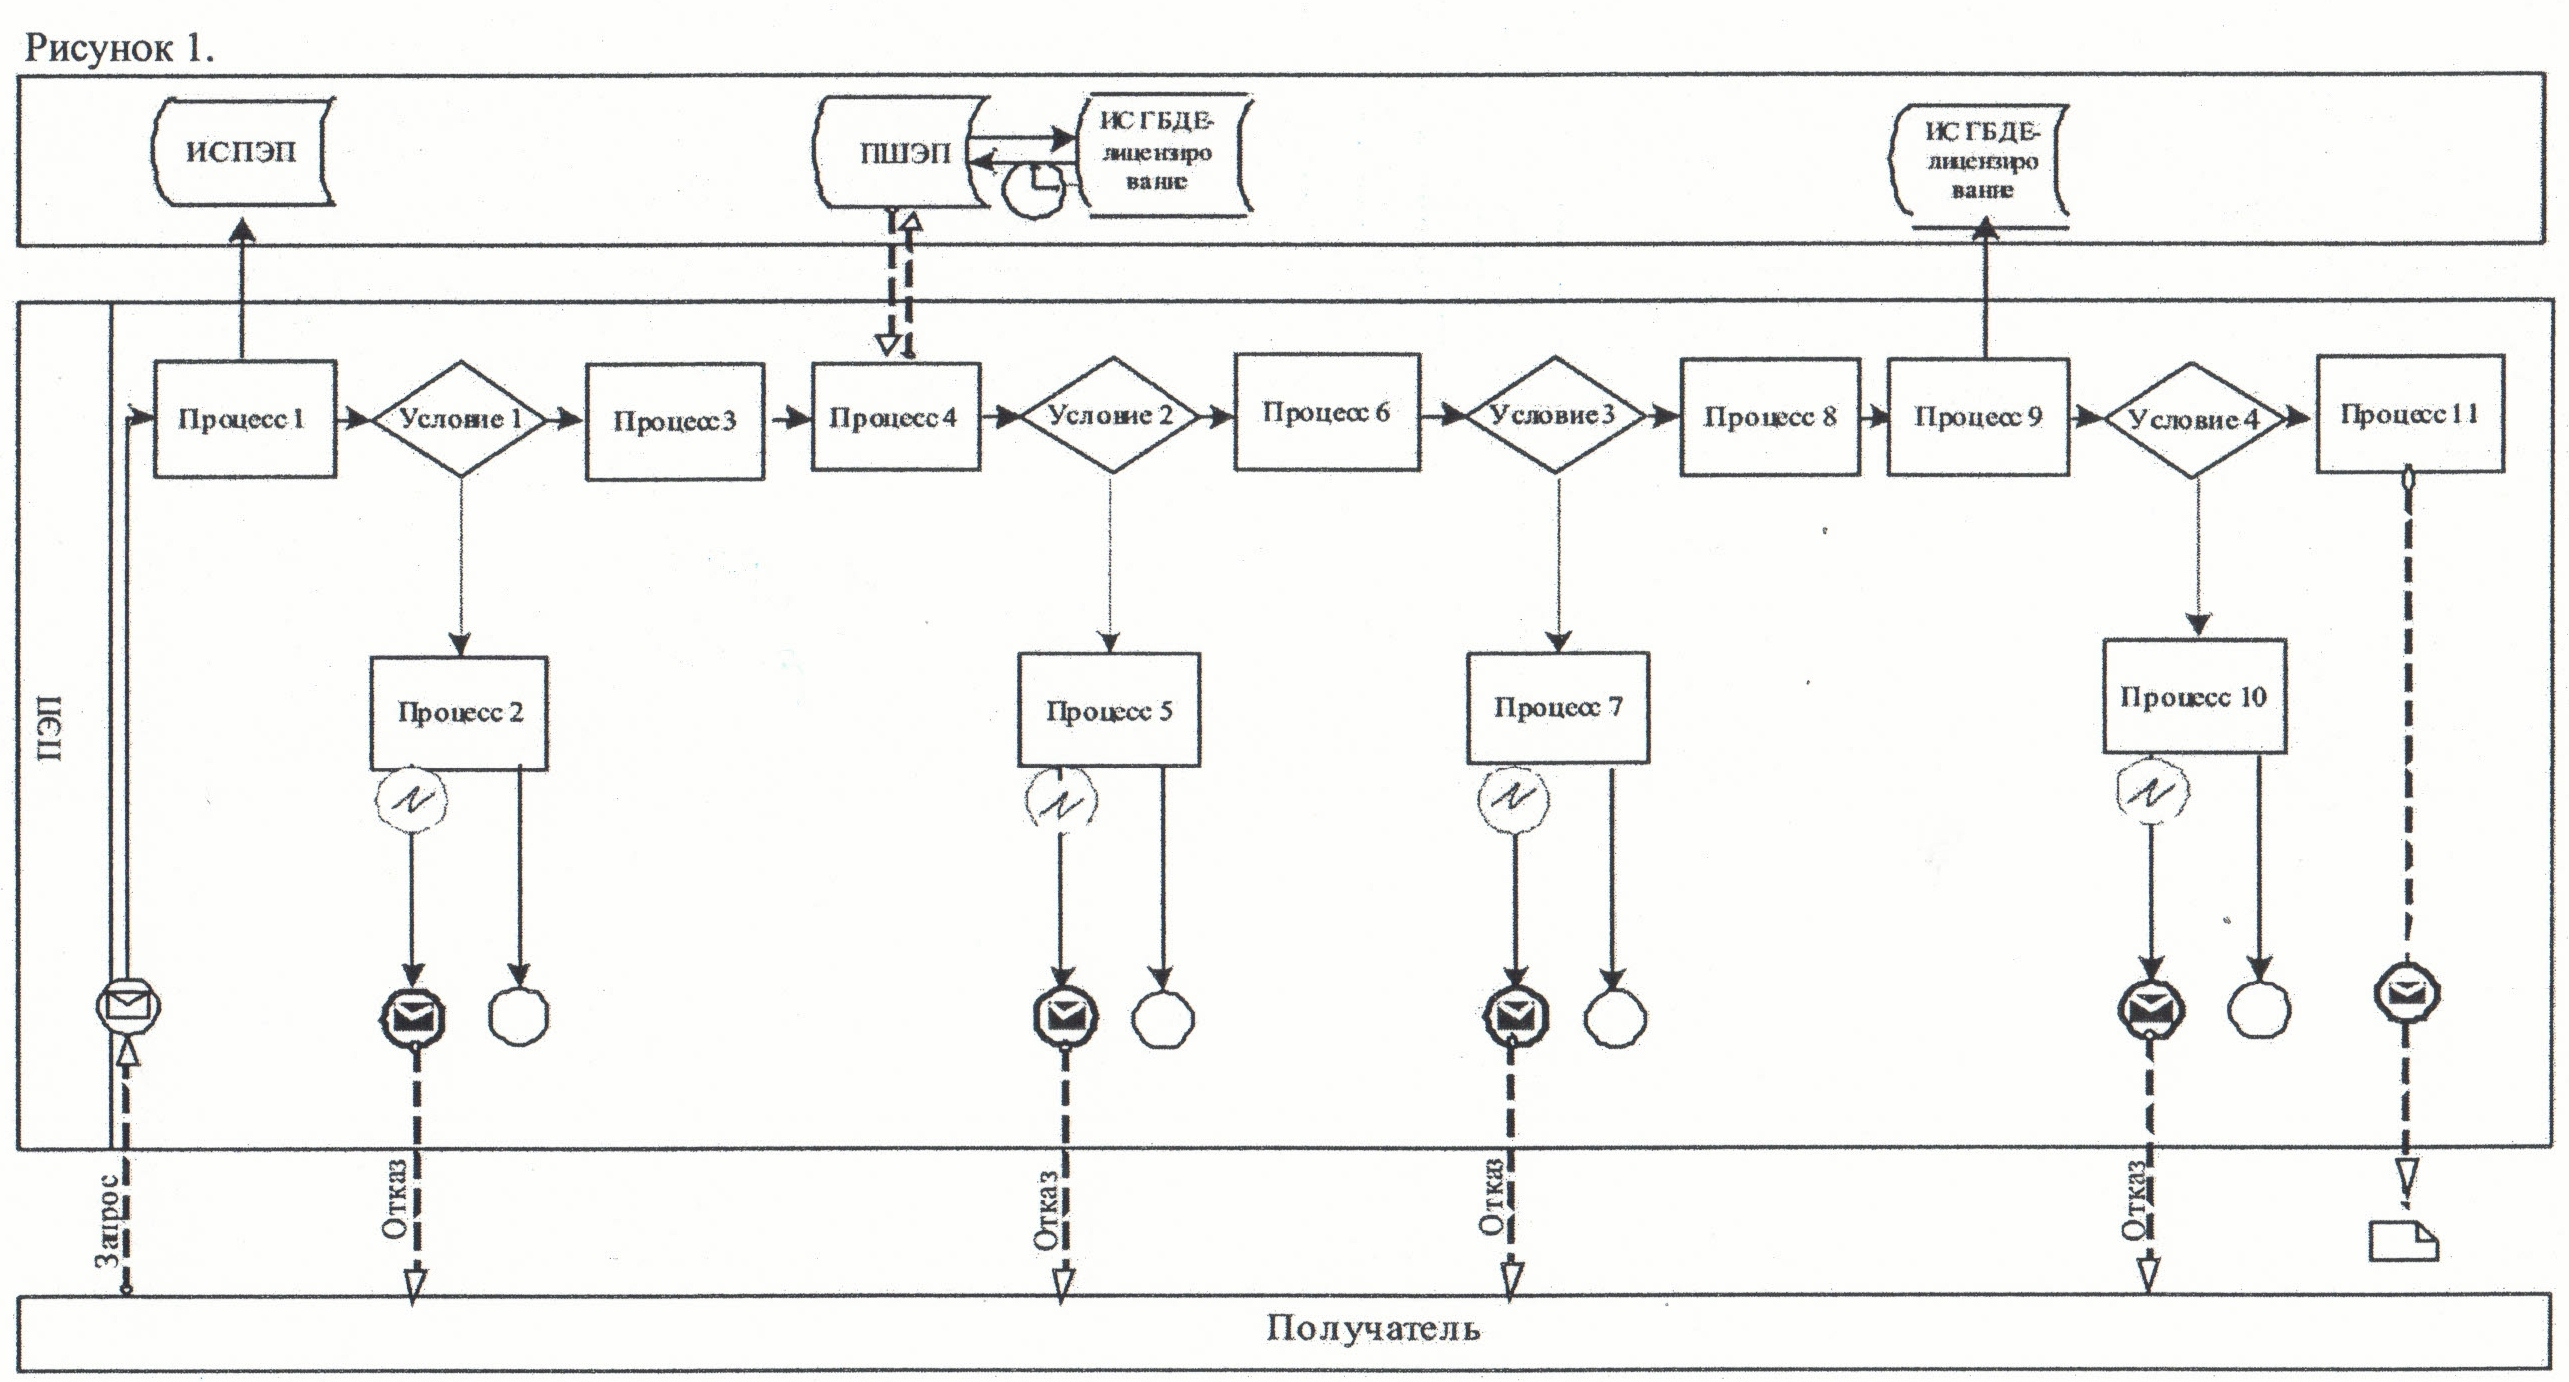 Рисунок 1.
ИСПЭП
ПШЭП
ИС ГБДЕ-
лицензиро
вание
ИС ГБДЕ-
лицензиро
вание
Процесс 1
Условие 1
Процесс 3
Процесс 4
Условие 2
Процесс 6
Условие 3
Процесс 8
Процесс 9
Условие 4
Процесс 11
ПЭП
Процесс 2
Процесс 5
Процесс 7
Процесс 10
Запрос
Отказ
Отказ
Отказ
Отказ
Получатель